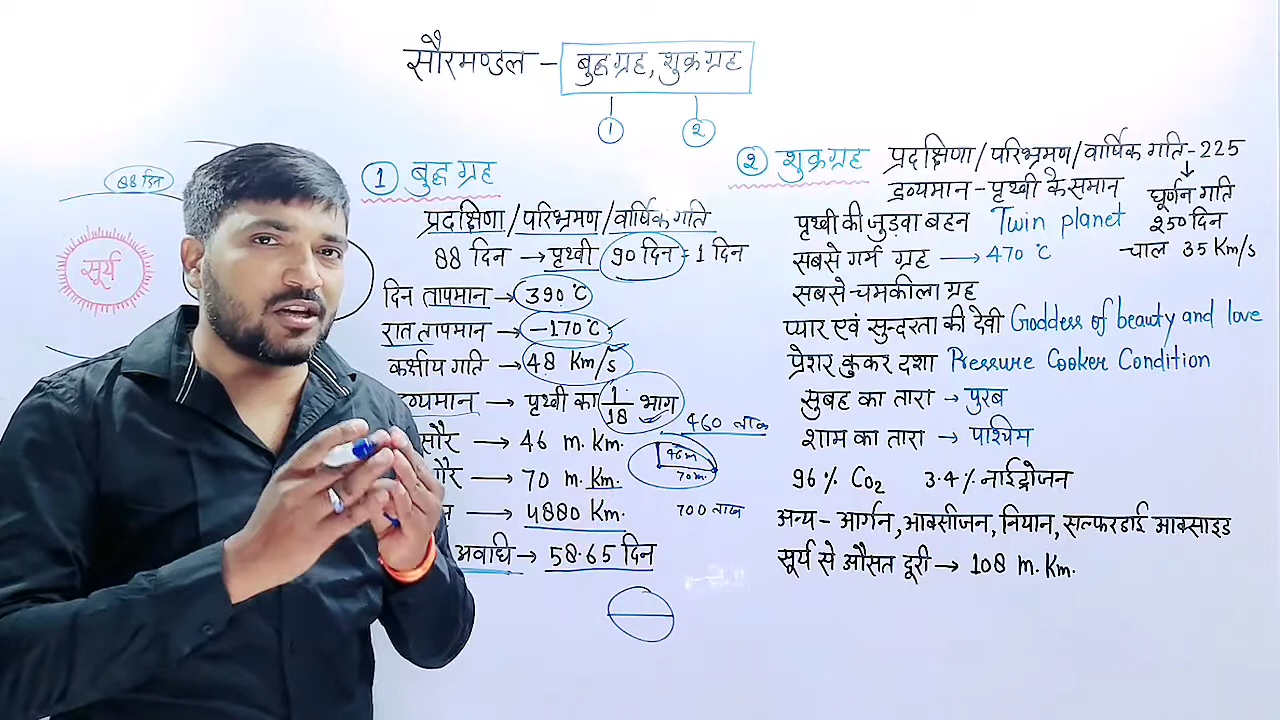 सौरमण्डल - बुद्ध ग्रह, शुक्र ग्रह
1 2
88 दिन
सूर्य
1 बुद्ध ग्रह
प्रदक्षिणा/परिभ्रमण/वार्षिक गति
88 दिन → पृथ्वी 90 दिन - 1 दिन
दिन तापमान → 390°C
रात तापमान → -170°C
कक्षीय गति → 48 Km/s
→ पृथ्वी का 1/18 भाग
→ 46 m. Km.
460 लाख
46m
70m.
→ 70 m. Km.
700 लाख
→ 4880 Km.
अवधि → 58.65 दिन
2 शुक्र ग्रह
प्रदक्षिणा/परिभ्रमण/वार्षिक गति - 225
↓
घूर्णन गति
250 दिन
चाल 35 Km/s
द्रव्यमान - पृथ्वी के समान
पृथ्वी की जुड़वा बहन Twin planet
सबसे गर्म ग्रह → 470°C
सबसे चमकीला ग्रह
प्यार एवं सुन्दरता की देवी Goddess of beauty and love
प्रेशर कुकर दशा Pressure Cooker Condition
सुबह का तारा → पुरब
शाम का तारा → पश्चिम
96% CO₂ 3.4% नाईट्रोजन
अन्य - आर्गन, आक्सीजन, नियान, सल्फरडाई आक्साइड
सूर्य से औसत दूरी → 108 m. Km.